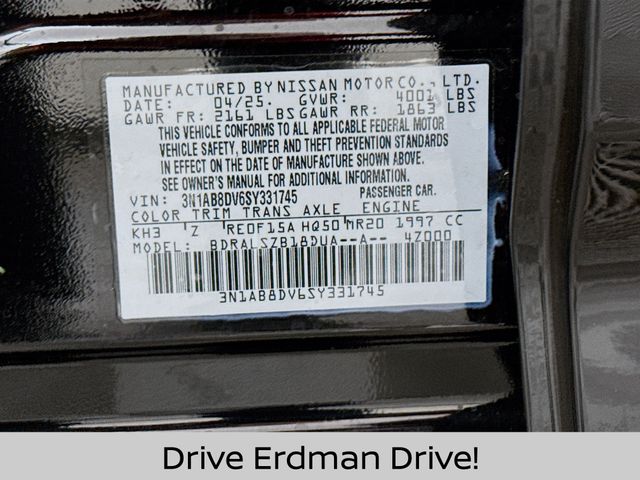 MANUFACTURED BY NISSAN MOTOR CO., LTD.
DATE: 04/25. GVWR: 4001 LBS
GAWR FR: 2161 LBS GAWR RR: 1863 LBS
THIS VEHICLE CONFORMS TO ALL APPLICABLE FEDERAL MOTOR
VEHICLE SAFETY, BUMPER AND THEFT PREVENTION STANDARDS
IN EFFECT ON THE DATE OF MANUFACTURE SHOWN ABOVE.
SEE OWNER'S MANUAL FOR ADDITIONAL INFORMATION.
VIN: 3N1AB8DV6SY331745 PASSENGER CAR.
COLOR TRIM TRANS AXLE ENGINE
KH3 Z RE0F15A HQ50 MR20 1997 CC
MODEL: BDRALSZB18DUA--A-- 4Z000
3N1AB8DV6SY331745
Drive Erdman Drive!